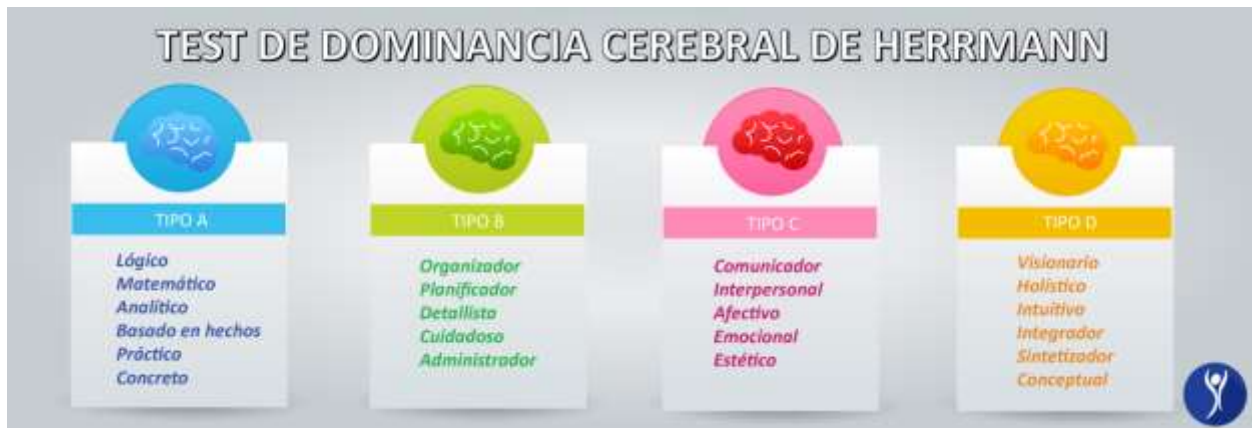 TEST DE DOMINANCIA CEREBRAL DE HERRMANN
TIPO A
Lógico
Matemático
Analítico
Basado en hechos
Práctico
Concreto
TIPO B
Organizador
Planificador
Detallista
Cuidadoso
Administrador
TIPO C
Comunicador
Interpersonal
Afectivo
Emocional
Estético
TIPO D
Visionario
Holístico
Intuitivo
Integrador
Sintetizador
Conceptual